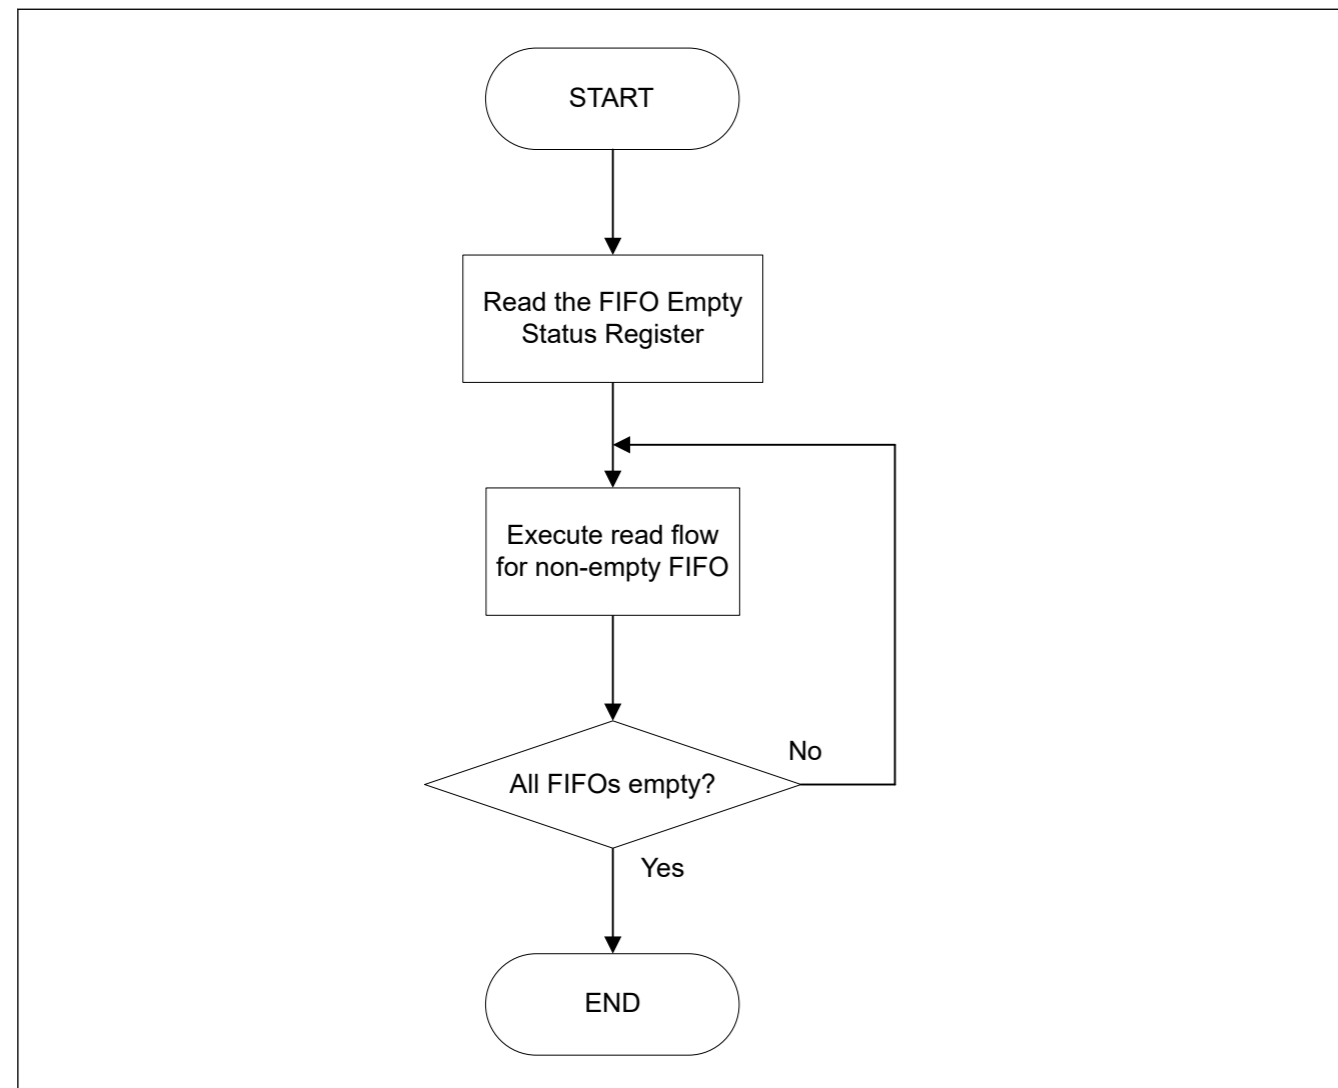 START
Read the FIFO Empty
Status Register
Execute read flow
for non-empty FIFO
All FIFOs empty?
No
Yes
END